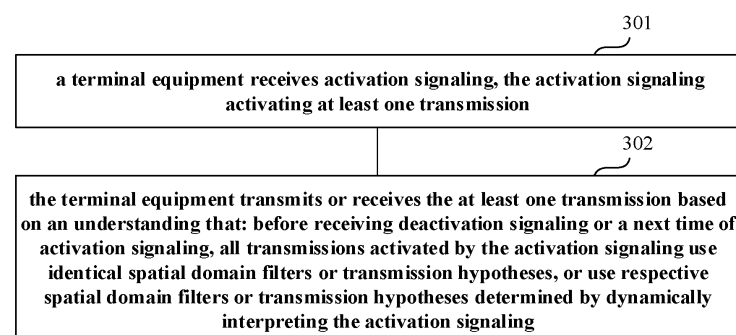 301
a terminal equipment receives activation signaling, the activation signaling
activating at least one transmission
302
the terminal equipment transmits or receives the at least one transmission based
on an understanding that: before receiving deactivation signaling or a next time of
activation signaling, all transmissions activated by the activation signaling use
identical spatial domain filters or transmission hypotheses, or use respective
spatial domain filters or transmission hypotheses determined by dynamically
interpreting the activation signaling